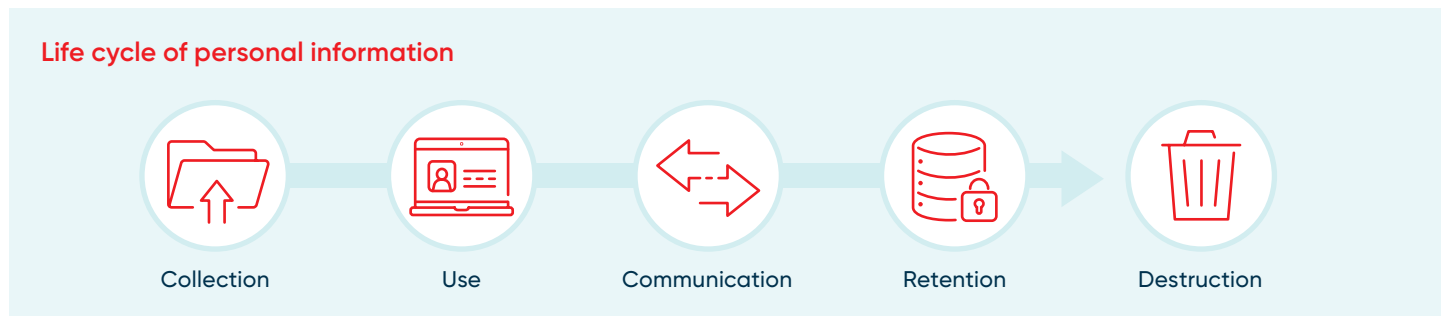 Life cycle of personal information
Collection
Use
Communication
Retention
Destruction